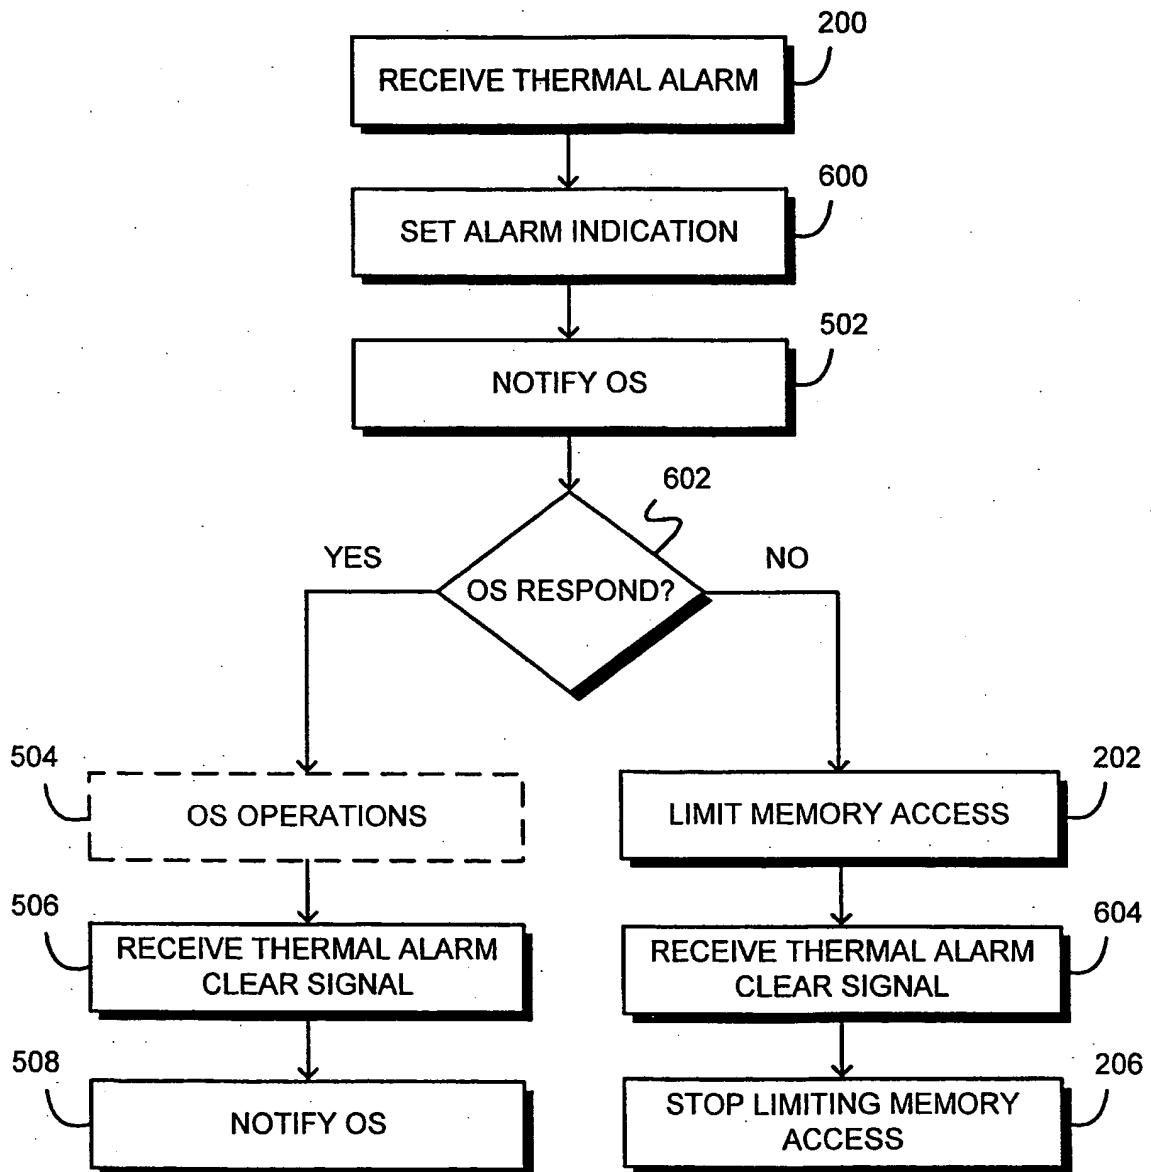 200
RECEIVE THERMAL ALARM
600
SET ALARM INDICATION
502
NOTIFY OS
602
YES
NO
OS RESPOND?
504
OS OPERATIONS
202
LIMIT MEMORY ACCESS
506
RECEIVE THERMAL ALARM
CLEAR SIGNAL
604
RECEIVE THERMAL ALARM
CLEAR SIGNAL
508
NOTIFY OS
206
STOP LIMITING MEMORY
ACCESS